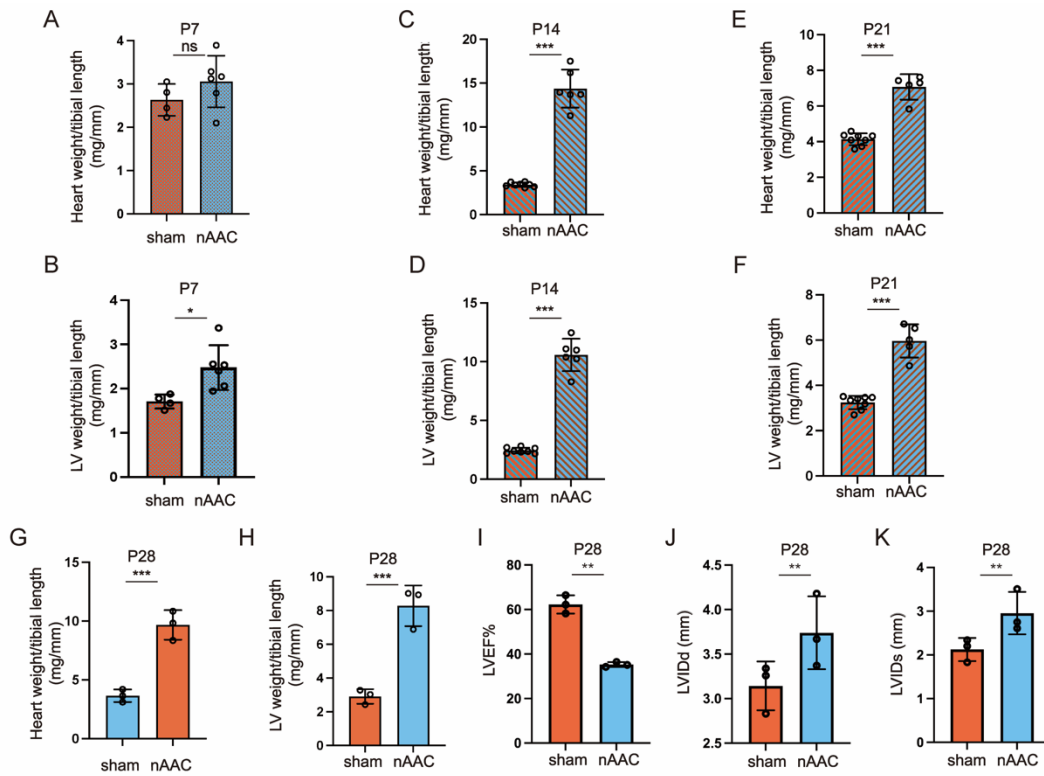 A
P7
ns
Heart weight/tibial length
(mg/mm)
4
3
2
1
0
sham nAAC
C
P14
***
Heart weight/tibial length
(mg/mm)
20
15
10
5
0
sham nAAC
E
P21
***
Heart weight/tibial length
(mg/mm)
8
6
4
2
0
sham nAAC
B
P7
*
LV weight/tibial length
(mg/mm)
4
3
2
1
0
sham nAAC
D
P14
***
LV weight/tibial length
(mg/mm)
15
10
5
0
sham nAAC
F
P21
***
LV weight/tibial length
(mg/mm)
8
6
4
2
0
sham nAAC
G
P28
***
Heart weight/tibial length
(mg/mm)
15
10
5
0
sham nAAC
H
P28
***
LV weight/tibial length
(mg/mm)
10
8
6
4
2
0
sham nAAC
I
P28
**
LVEF%
80
60
40
20
0
sham nAAC
J
P28
**
LVIDd (mm)
4.5
4.0
3.5
3.0
2.5
sham nAAC
K
P28
**
LVIDs (mm)
4
3
2
1
0
sham nAAC